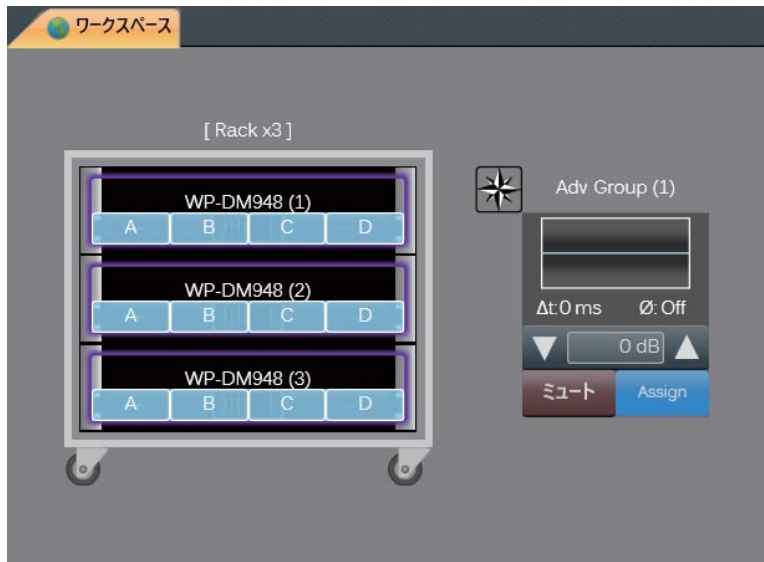 ワークスペース
[ Rack x3 ]
WP-DM948 (1)
A B C D
WP-DM948 (2)
A B C D
WP-DM948 (3)
A B C D
Adv Group (1)
Δt:0 ms Ø: Off
0 dB
ミュート Assign